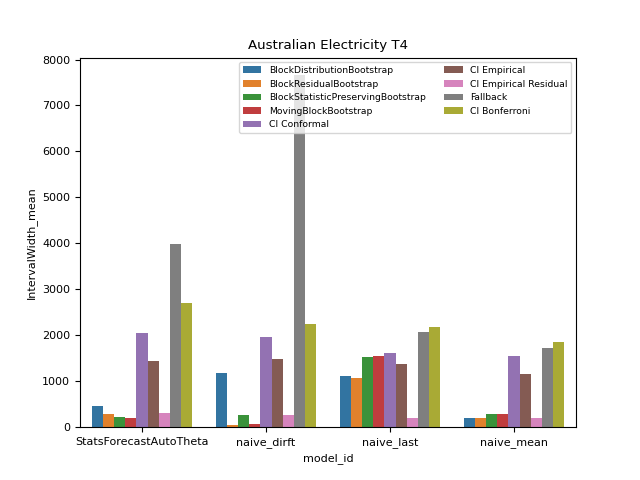 Australian Electricity T4
IntervalWidth_mean
8000
7000
6000
5000
4000
3000
2000
1000
0
BlockDistributionBootstrap
BlockResidualBootstrap
BlockStatisticPreservingBootstrap
MovingBlockBootstrap
CI Conformal
CI Empirical
CI Empirical Residual
Fallback
CI Bonferroni
StatsForecastAutoTheta naive_dirft naive_last naive_mean
model_id